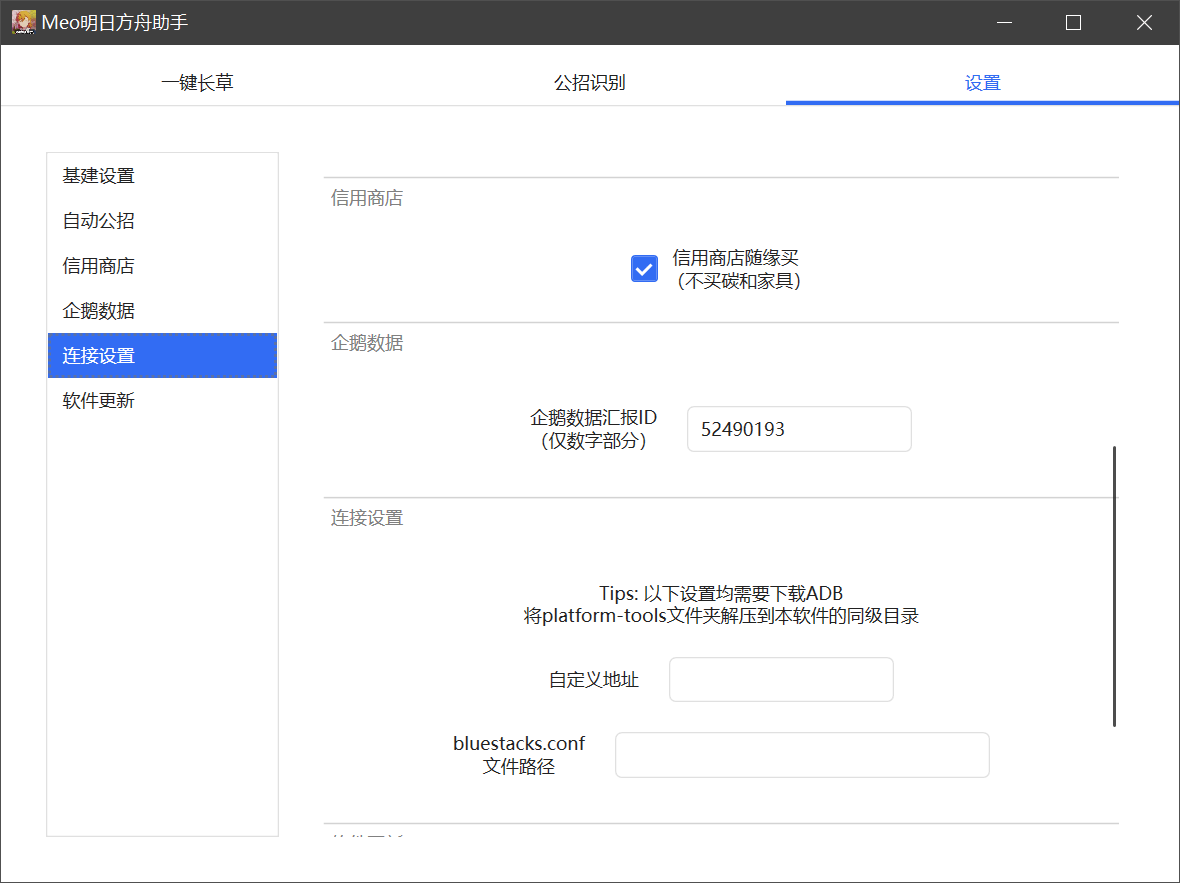 Meo明日方舟助手
一键长草
公招识别
设置
基建设置
自动公招
信用商店
企鹅数据
连接设置
软件更新
信用商店
信用商店随缘买
（不买碳和家具）
企鹅数据
企鹅数据汇报ID
（仅数字部分）
52490193
连接设置
Tips: 以下设置均需要下载ADB
将platform-tools文件夹解压到本软件的同级目录
自定义地址
bluestacks.conf
文件路径